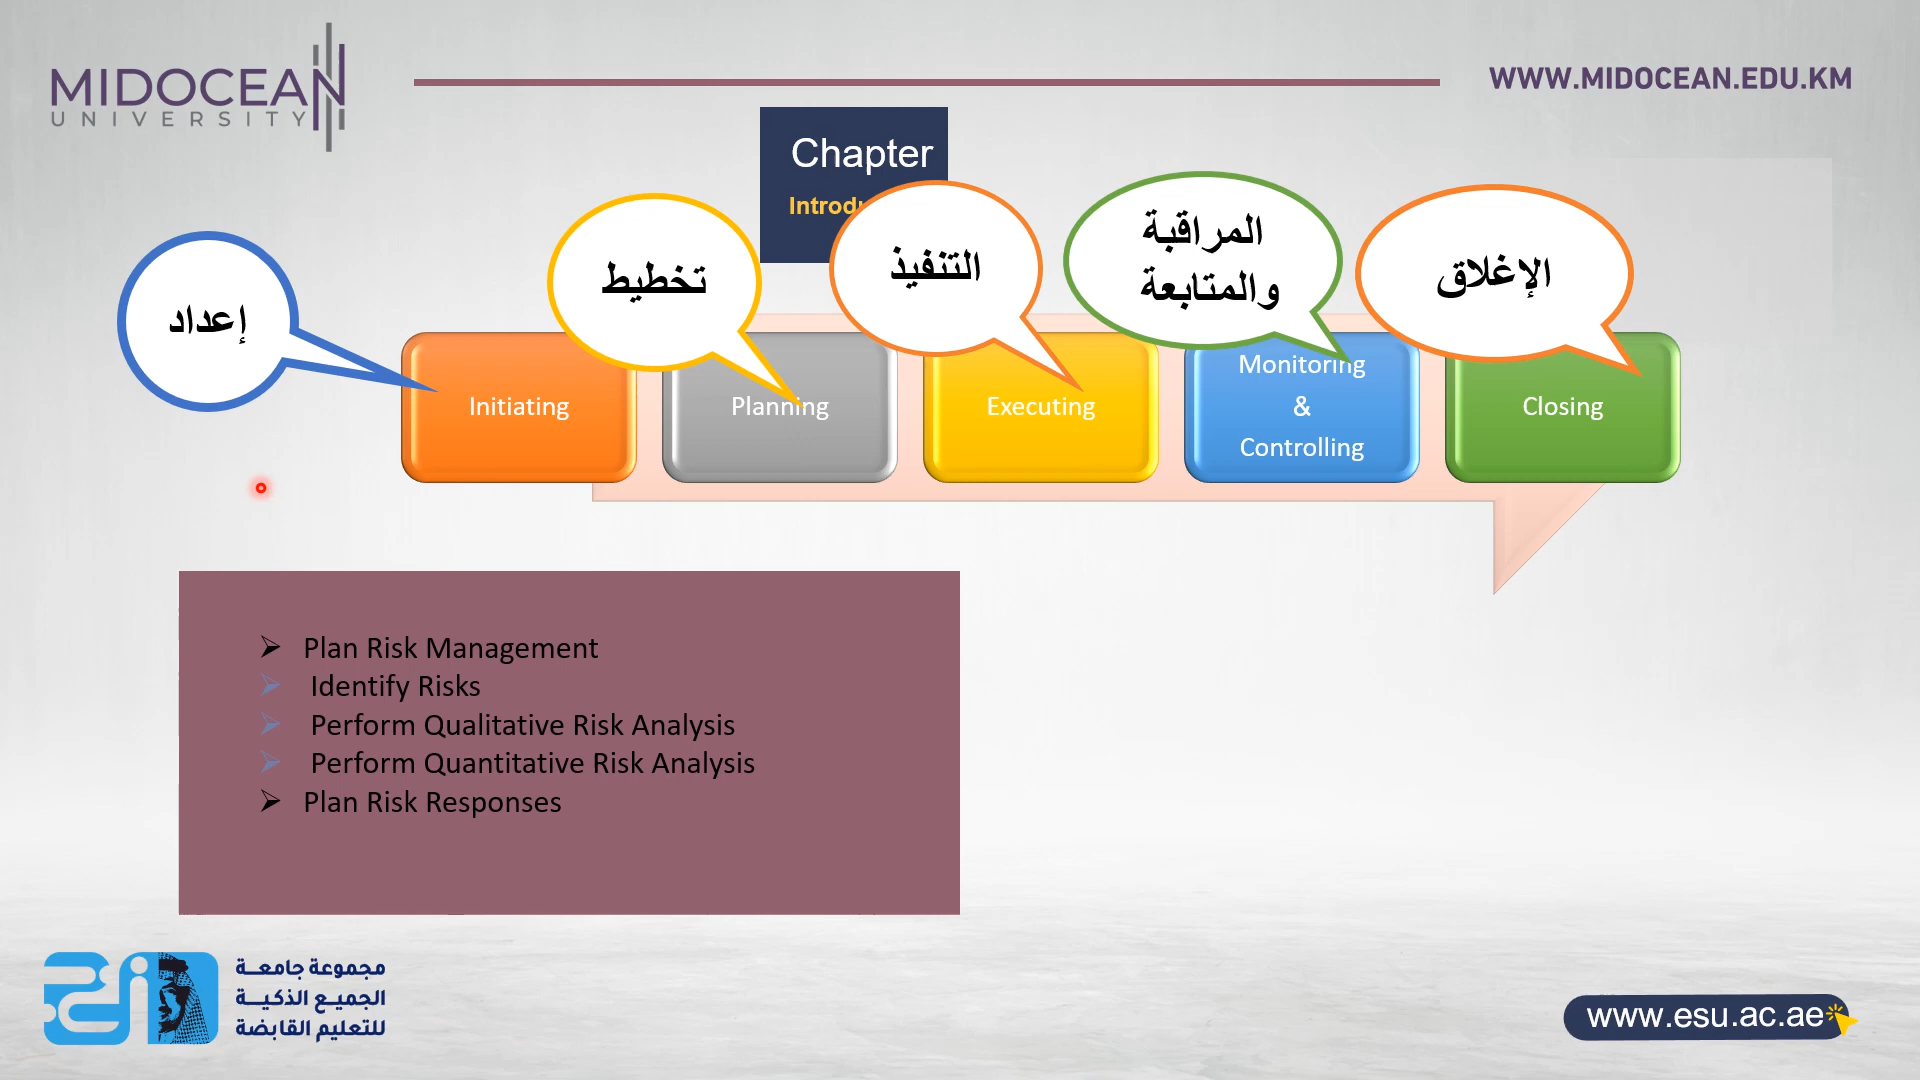 MIDOCEAN
UNIVERSITY
WWW.MIDOCEAN.EDU.KM
Chapter
إعداد
تخطيط
التنفيذ
المراقبة
والمتابعة
الإغلاق
Initiating
Planning
Executing
Monitoring
&
Controlling
Closing
Plan Risk Management
Identify Risks
Perform Qualitative Risk Analysis
Perform Quantitative Risk Analysis
Plan Risk Responses
مجموعة جامعة
الجميع الذكية
للتعليم القابضة
www.esu.ac.ae